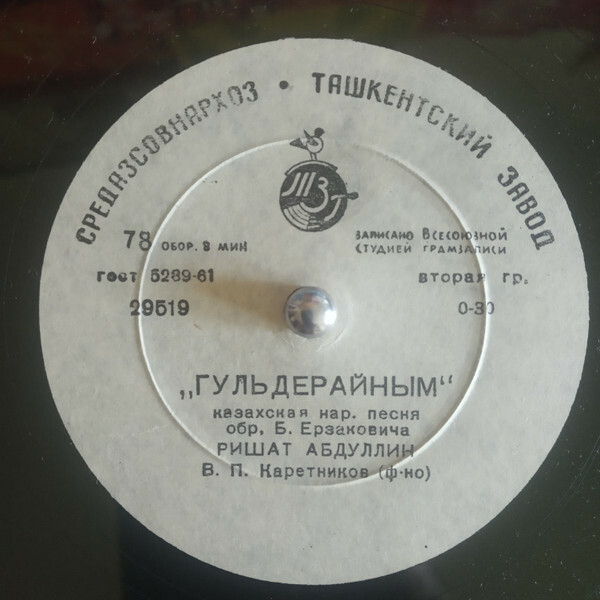 СРЕДАЗСОВНАРХОЗ • ТАШКЕНТСКИЙ ЗАВОД
ТЗГ
78 ОБОР. В МИН
ЗАПИСАНО ВСЕСОЮЗНОЙ
СТУДИЕЙ ГРАМЗАПИСИ
ГОСТ 5289-61
вторая гр.
29519
0-30
„ГУЛЬДЕРАЙНЫМ“
казахская нар. песня
обр. Б. Ерзаковича
РИШАТ АБДУЛЛИН
В. П. Каретников (ф-но)